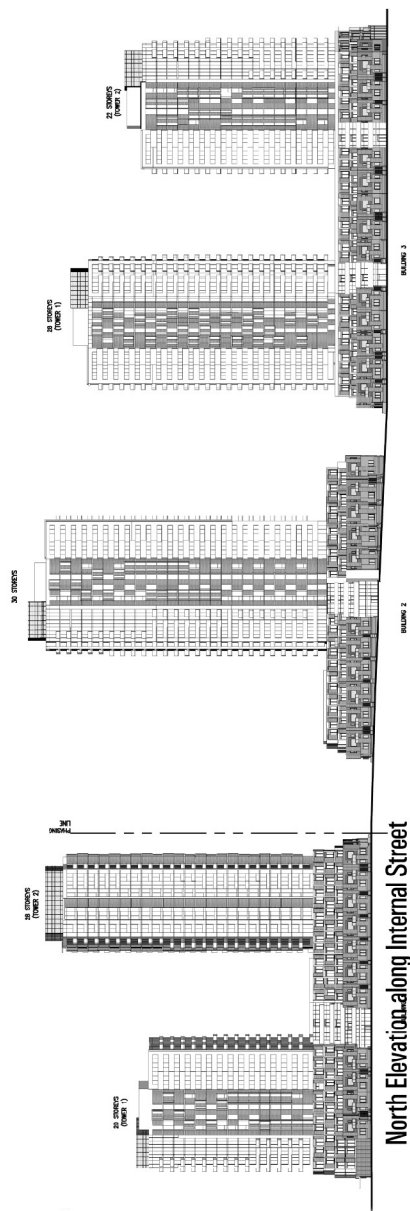 20 STOREYS
(TOWER 1)
28 STOREYS
(TOWER 2)
PHASING
LINE
30 STOREYS
28 STOREYS
(TOWER 1)
22 STOREYS
(TOWER 2)
BUILDING 2
BUILDING 3
North Elevation along Internal Street